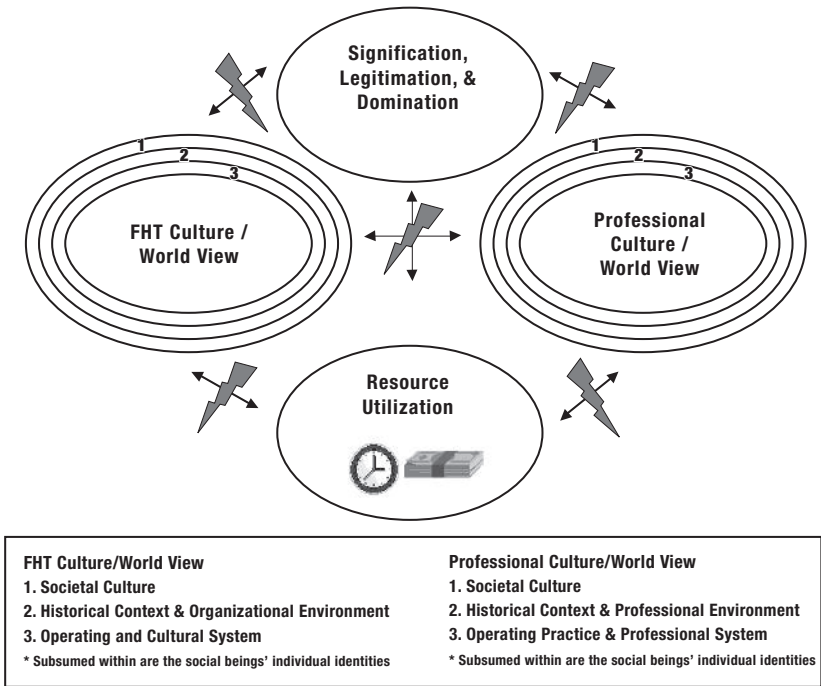 Signification,
Legitimation, &
Domination
1
2
3
FHT Culture /
World View
1
2
3
Professional
Culture /
World View
Resource
Utilization
FHT Culture/World View
1. Societal Culture
2. Historical Context & Organizational Environment
3. Operating and Cultural System
* Subsumed within are the social beings’ individual identities
Professional Culture/World View
1. Societal Culture
2. Historical Context & Professional Environment
3. Operating Practice & Professional System
* Subsumed within are the social beings’ individual identities